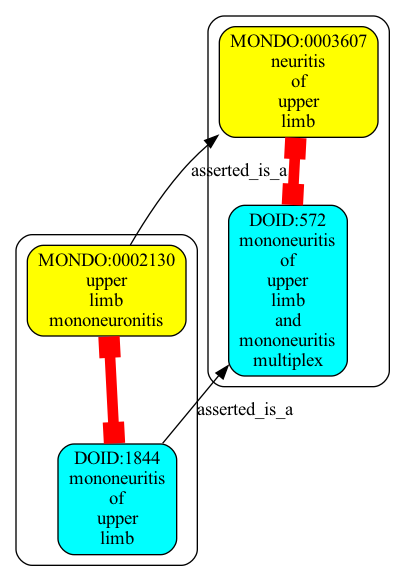 MONDO:0003607
neuritis
of
upper
limb
asserted_is_a
DOID:572
mononeuritis
of
upper
limb
and
mononeuritis
multiplex
MONDO:0002130
upper
limb
mononeuronitis
asserted_is_a
DOID:1844
mononeuritis
of
upper
limb